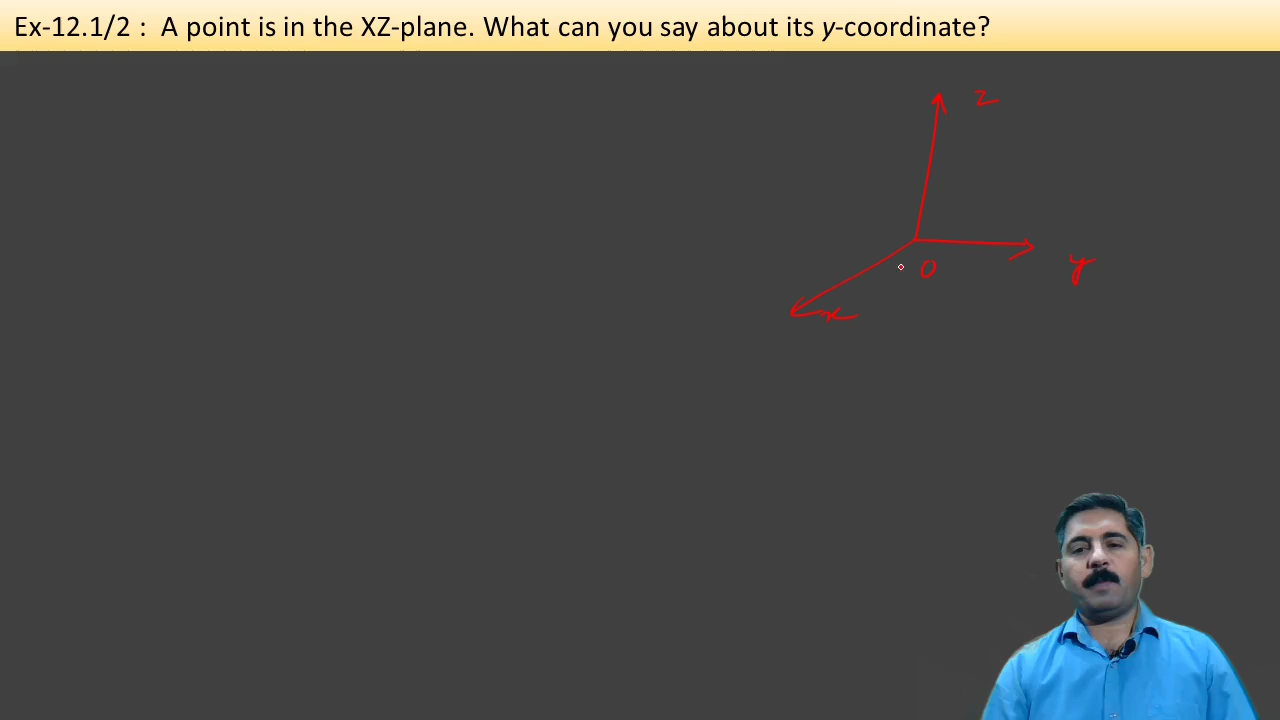 Ex-12.1/2 : A point is in the XZ-plane. What can you say about its y-coordinate?
z
O
y
x